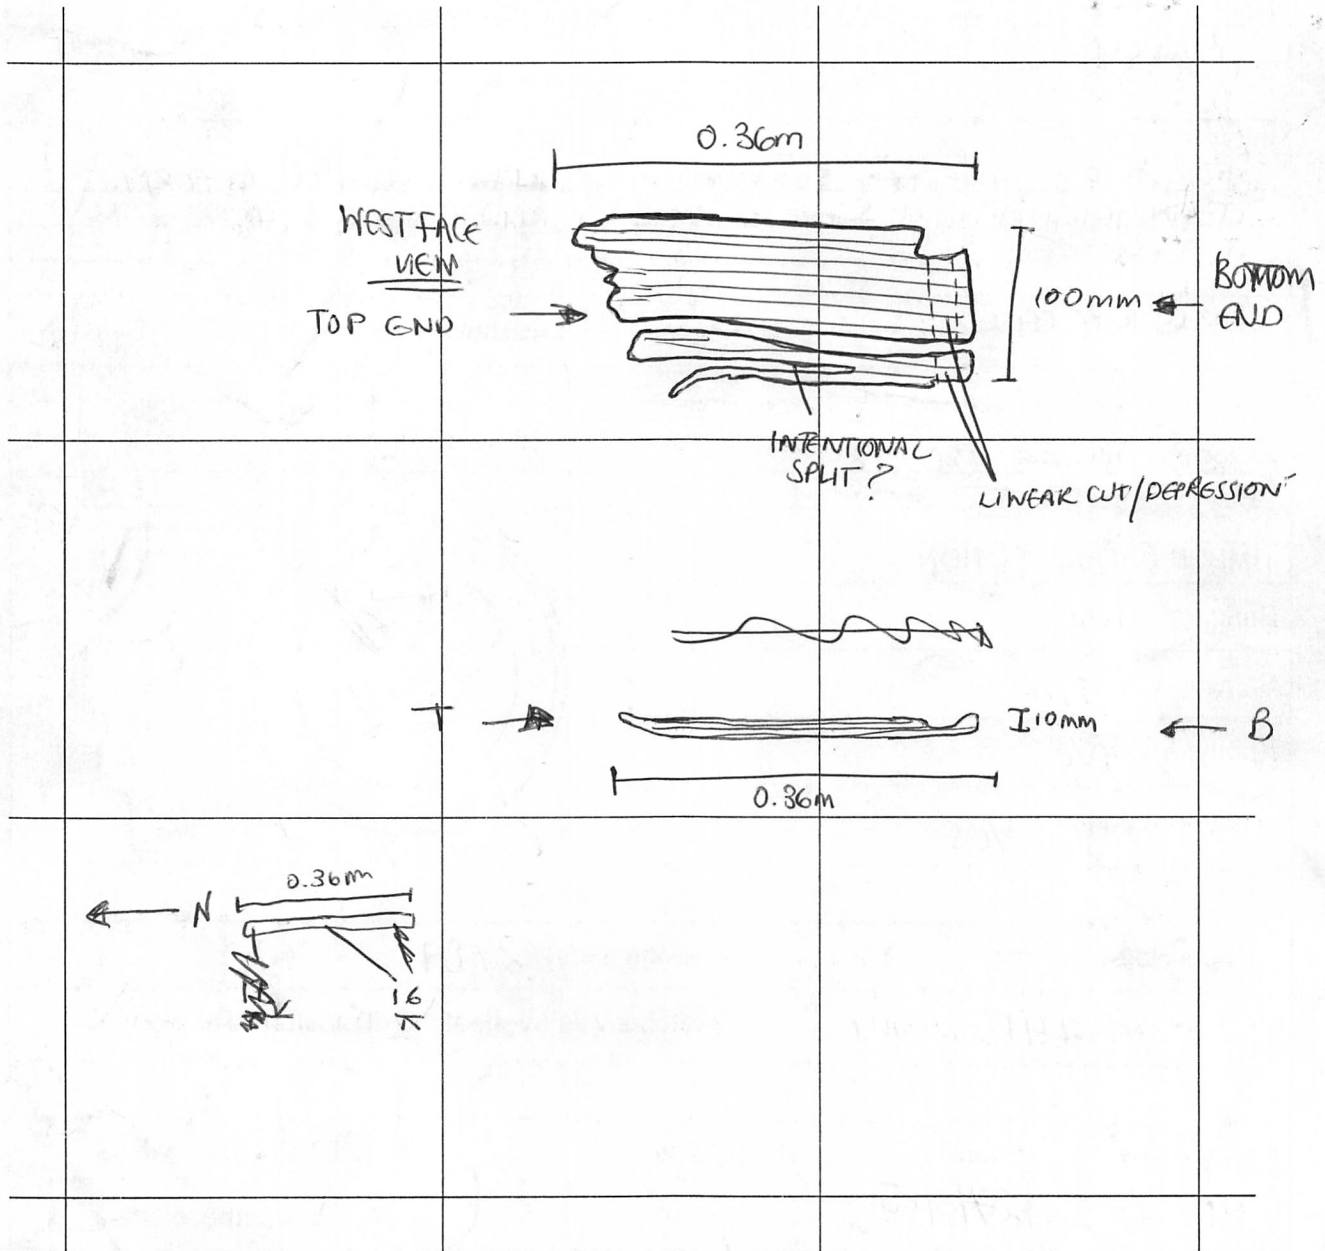 0.36m
WEST FACE
VEIW
TOP END
100mm
BOTTOM
END
INTENTIONAL
SPLIT?
LINEAR CUT/DEPRESSION
T
10mm
B
0.36m
0.36m
N
16